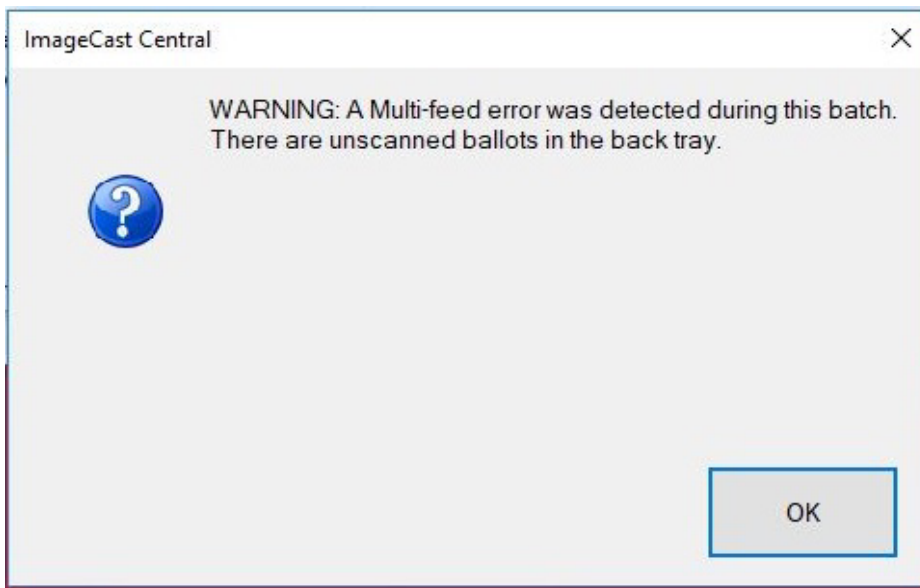 ImageCast Central
WARNING: A Multi-feed error was detected during this batch.
There are unscanned ballots in the back tray.
OK